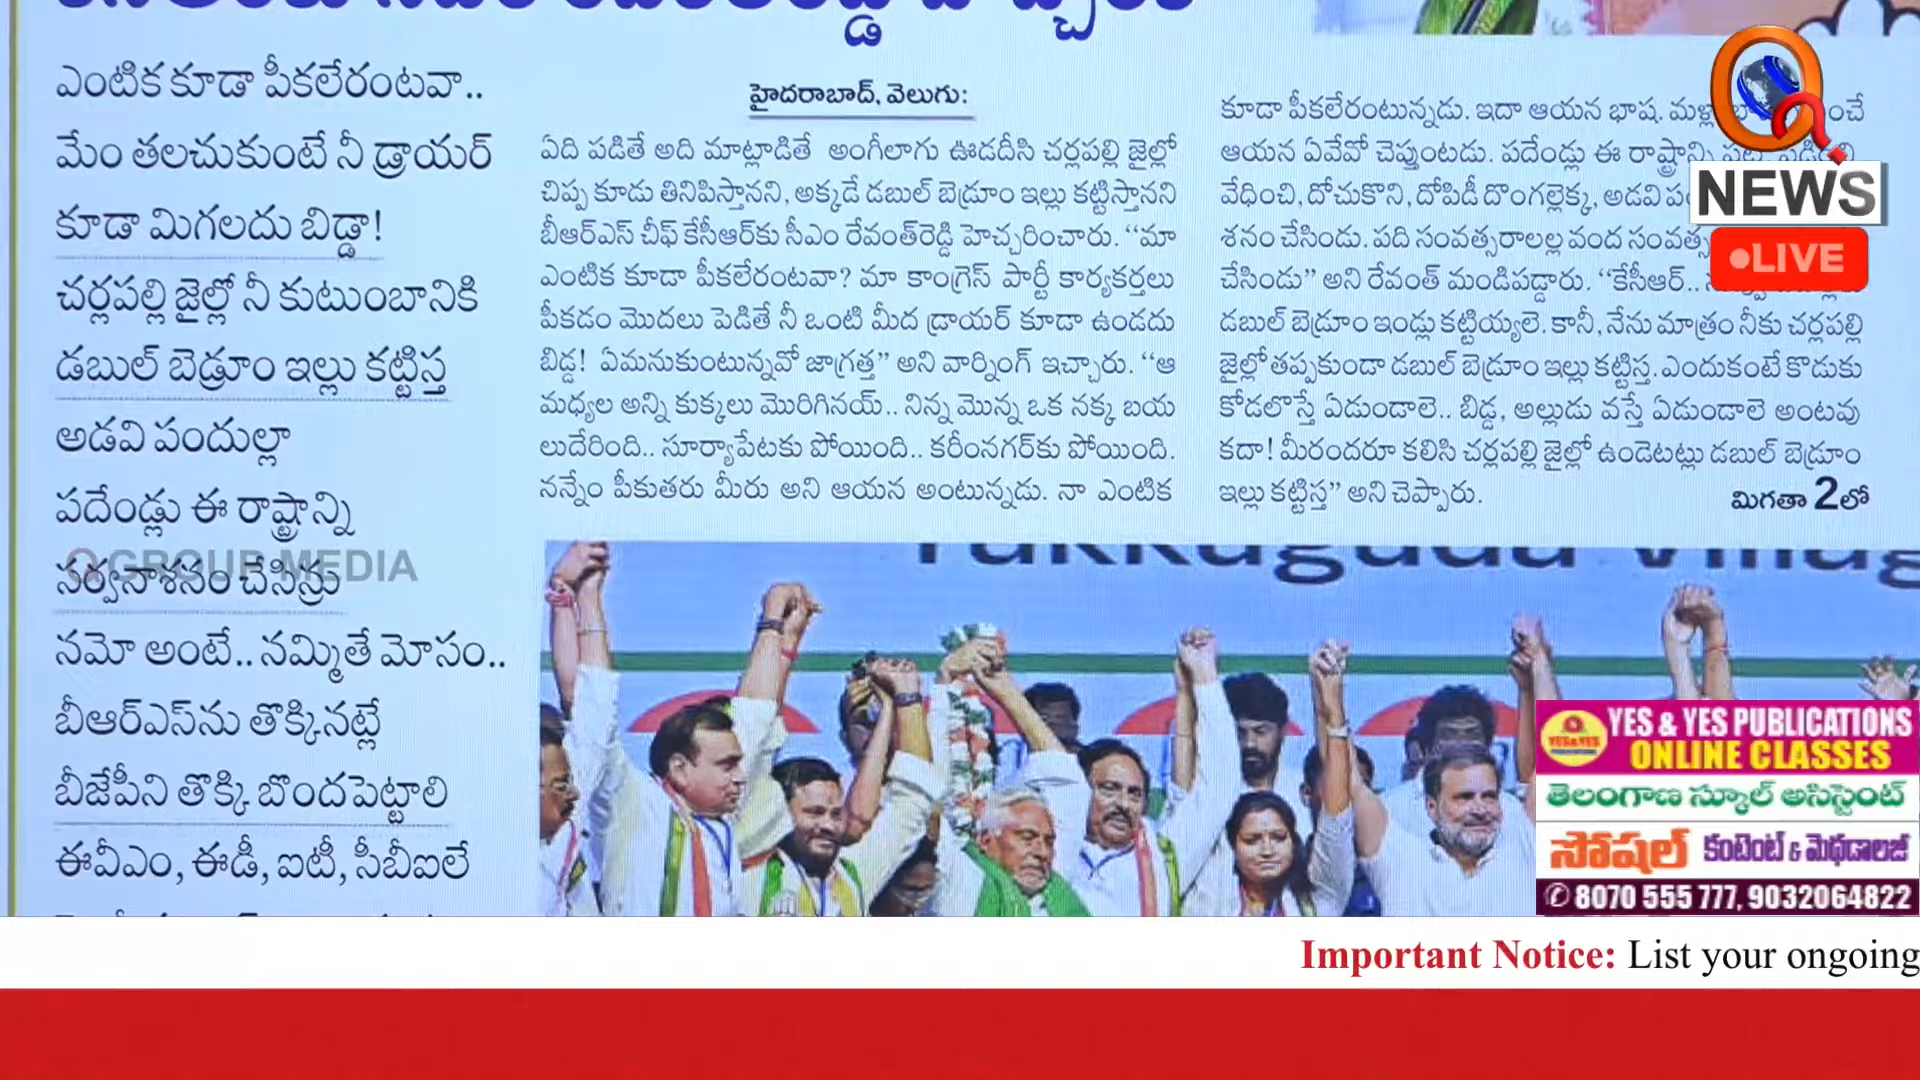 ఎంటిక కూడా పీకలేరంటవా..
మేం తలచుకుంటే నీ డ్రాయర్
కూడా మిగలదు బిడ్డా!
చర్లపల్లి జైల్లో నీ కుటుంబానికి
డబుల్ బెడ్రూం ఇల్లు కట్టిస్త
అడవి పందుల్లా
పదేండ్లు ఈ రాష్ట్రాన్ని
సర్వనాశనం చేసిన్రు
నమో అంటే.. నమ్మితే మోసం..
బీఆర్ఎస్‌ను తొక్కినట్లే
బీజేపీని తొక్కి బొందపెట్టాలి
ఈవీఎం, ఈడీ, ఐటీ, సీబీఐలే
Q GROUP MEDIA
హైదరాబాద్, వెలుగు:
ఏది పడితే అది మాట్లాడితే అంగీలాగు ఊడదీసి చర్లపల్లి జైల్లో
చిప్ప కూడు తినిపిస్తానని, అక్కడే డబుల్ బెడ్రూం ఇల్లు కట్టిస్తానని
బీఆర్ఎస్ చీఫ్ కేసీఆర్‌కు సీఎం రేవంత్‌రెడ్డి హెచ్చరించారు. ‘‘మా
ఎంటిక కూడా పీకలేరంటవా? మా కాంగ్రెస్ పార్టీ కార్యకర్తలు
పీకడం మొదలు పెడితే నీ ఒంటి మీద డ్రాయర్ కూడా ఉండదు
బిడ్డ! ఏమనుకుంటున్నవో జాగ్రత్త’’ అని వార్నింగ్ ఇచ్చారు. ‘‘ఆ
మధ్యల అన్ని కుక్కలు మొరిగినయ్.. నిన్న మొన్న ఒక నక్క బయ
లుదేరింది.. సూర్యాపేటకు పోయింది.. కరీంనగర్‌కు పోయింది.
నన్నేం పీకుతరు మీరు అని ఆయన అంటున్నడు. నా ఎంటిక
కూడా పీకలేరంటున్నడు. ఇదా ఆయన భాష. మళ్లా
ఆయన ఏవేవో చెప్తుంటడు. పదేండ్లు ఈ రాష్ట్రాన్ని
వేధించి, దోచుకొని, దోపిడీ దొంగల్లెక్క, అడవి
శనం చేసిండు. పది సంవత్సరాలల్ల వంద
చేసిండు’’ అని రేవంత్ మండిపడ్డారు. ‘‘కేసీఆర్..
డబుల్ బెడ్రూం ఇండ్లు కట్టియ్యలె. కానీ, నేను మాత్రం నీకు చర్లపల్లి
జైల్లో తప్పకుండా డబుల్ బెడ్రూం ఇల్లు కట్టిస్త. ఎందుకంటే కొడుకు
కోడలొస్తే ఏడుండాలె.. బిడ్డ, అల్లుడు వస్తే ఏడుండాలె అంటవు
కదా! మీరందరూ కలిసి చర్లపల్లి జైల్లో ఉండెటట్లు డబుల్ బెడ్రూం
ఇల్లు కట్టిస్త’’ అని చెప్పారు.
మిగతా 2లో
Q
NEWS
LIVE
YES & YES PUBLICATIONS
ONLINE CLASSES
తెలంగాణ స్కూల్ అసిస్టెంట్
సోషల్ కంటెంట్ & మెథడాలజీ
8070 555 777, 9032064822
Important Notice: List your ongoing